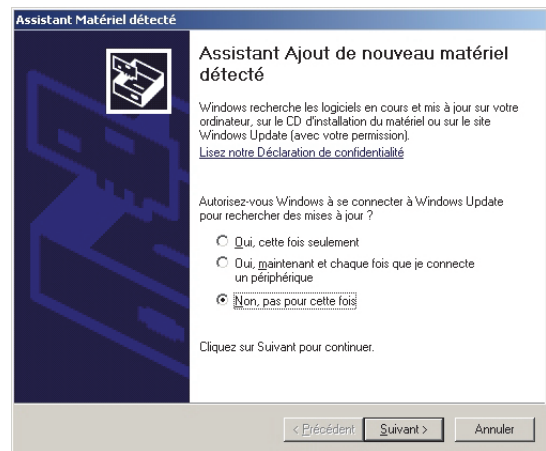 Assistant Matériel détecté
Assistant Ajout de nouveau matériel
détecté
Windows recherche les logiciels en cours et mis à jour sur votre
ordinateur, sur le CD d'installation du matériel ou sur le site
Windows Update (avec votre permission).
Lisez notre Déclaration de confidentialité
Autorisez-vous Windows à se connecter à Windows Update
pour rechercher des mises à jour ?
Oui, cette fois seulement
Oui, maintenant et chaque fois que je connecte
un périphérique
Non, pas pour cette fois
Cliquez sur Suivant pour continuer.
< Précédent Suivant > Annuler